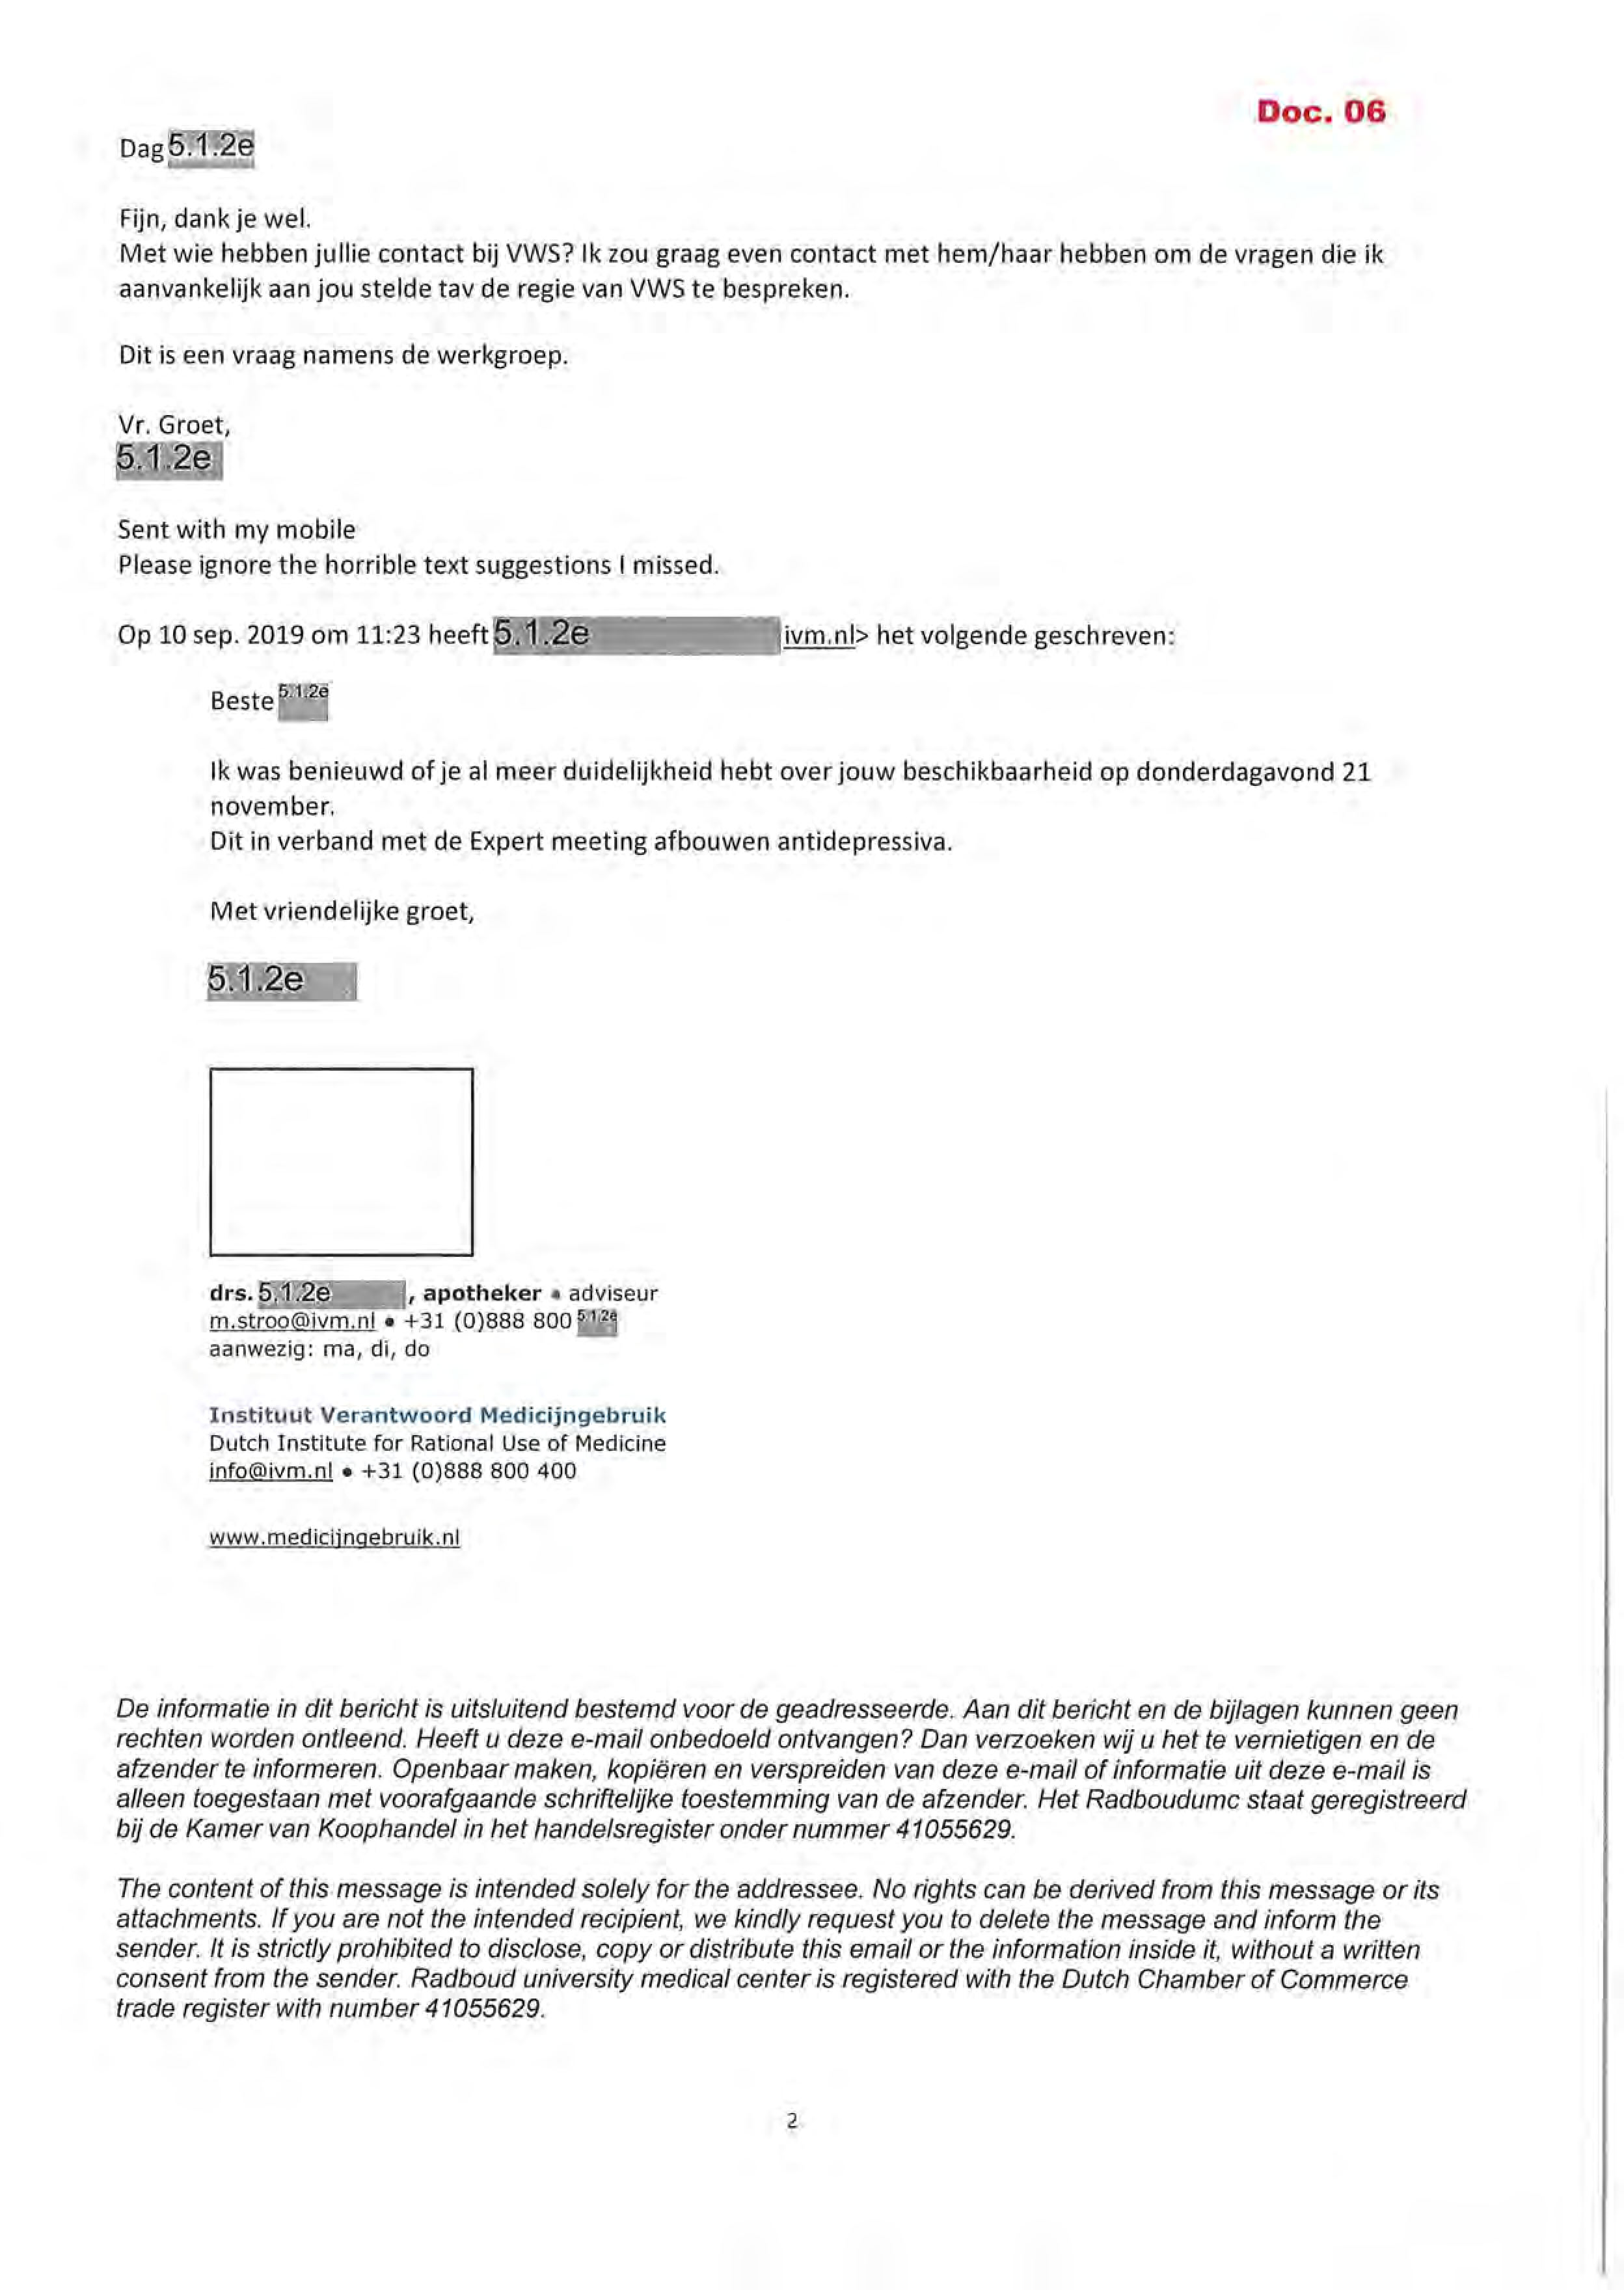 Doc. 06
Dag 5.1.2e
Fijn, dank je wel.
Met wie hebben jullie contact bij VWS? Ik zou graag even contact met hem/haar hebben om de vragen die ik
aanvankelijk aan jou stelde tav de regie van VWS te bespreken.
Dit is een vraag namens de werkgroep.
Vr. Groet,
5.1.2e
Sent with my mobile
Please ignore the horrible text suggestions I missed.
Op 10 sep. 2019 om 11:23 heeft 5.1.2e ivm.nl> het volgende geschreven:
Beste 5.1.2e
Ik was benieuwd of je al meer duidelijkheid hebt over jouw beschikbaarheid op donderdagavond 21
november.
Dit in verband met de Expert meeting afbouwen antidepressiva.
Met vriendelijke groet,
5.1.2e
drs. 5.1.2e , apotheker • adviseur
m.stroo@ivm.nl • +31 (0)888 800 5.1.2e
aanwezig: ma, di, do
Instituut Verantwoord Medicijngebruik
Dutch Institute for Rational Use of Medicine
info@ivm.nl • +31 (0)888 800 400
www.medicijngebruik.nl
De informatie in dit bericht is uitsluitend bestemd voor de geadresseerde. Aan dit bericht en de bijlagen kunnen geen
rechten worden ontleend. Heeft u deze e-mail onbedoeld ontvangen? Dan verzoeken wij u het te vernietigen en de
afzender te informeren. Openbaar maken, kopiëren en verspreiden van deze e-mail of informatie uit deze e-mail is
alleen toegestaan met voorafgaande schriftelijke toestemming van de afzender. Het Radboudumc staat geregistreerd
bij de Kamer van Koophandel in het handelsregister onder nummer 41055629.
The content of this message is intended solely for the addressee. No rights can be derived from this message or its
attachments. If you are not the intended recipient, we kindly request you to delete the message and inform the
sender. It is strictly prohibited to disclose, copy or distribute this email or the information inside it, without a written
consent from the sender. Radboud university medical center is registered with the Dutch Chamber of Commerce
trade register with number 41055629.
2